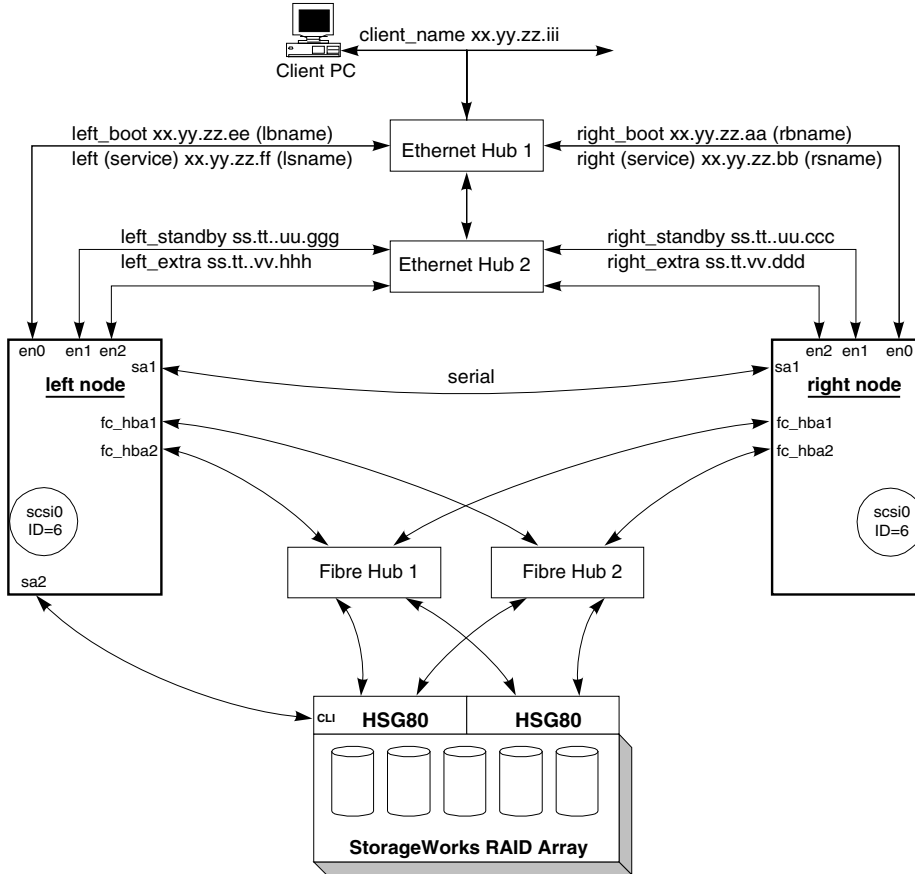 client_name xx.yy.zz.iii
Client PC
left_boot xx.yy.zz.ee (lbname)
left (service) xx.yy.zz.ff (lsname)
Ethernet Hub 1
right_boot xx.yy.zz.aa (rbname)
right (service) xx.yy.zz.bb (rsname)
left_standby ss.tt..uu.ggg
left_extra ss.tt..vv.hhh
Ethernet Hub 2
right_standby ss.tt..uu.ccc
right_extra ss.tt.vv.ddd
en0 en1 en2
sa1
left node
fc_hba1
fc_hba2
scsi0
ID=6
sa2
serial
en2 en1 en0
sa1
right node
fc_hba1
fc_hba2
scsi0
ID=6
Fibre Hub 1
Fibre Hub 2
CLI
HSG80
HSG80
StorageWorks RAID Array